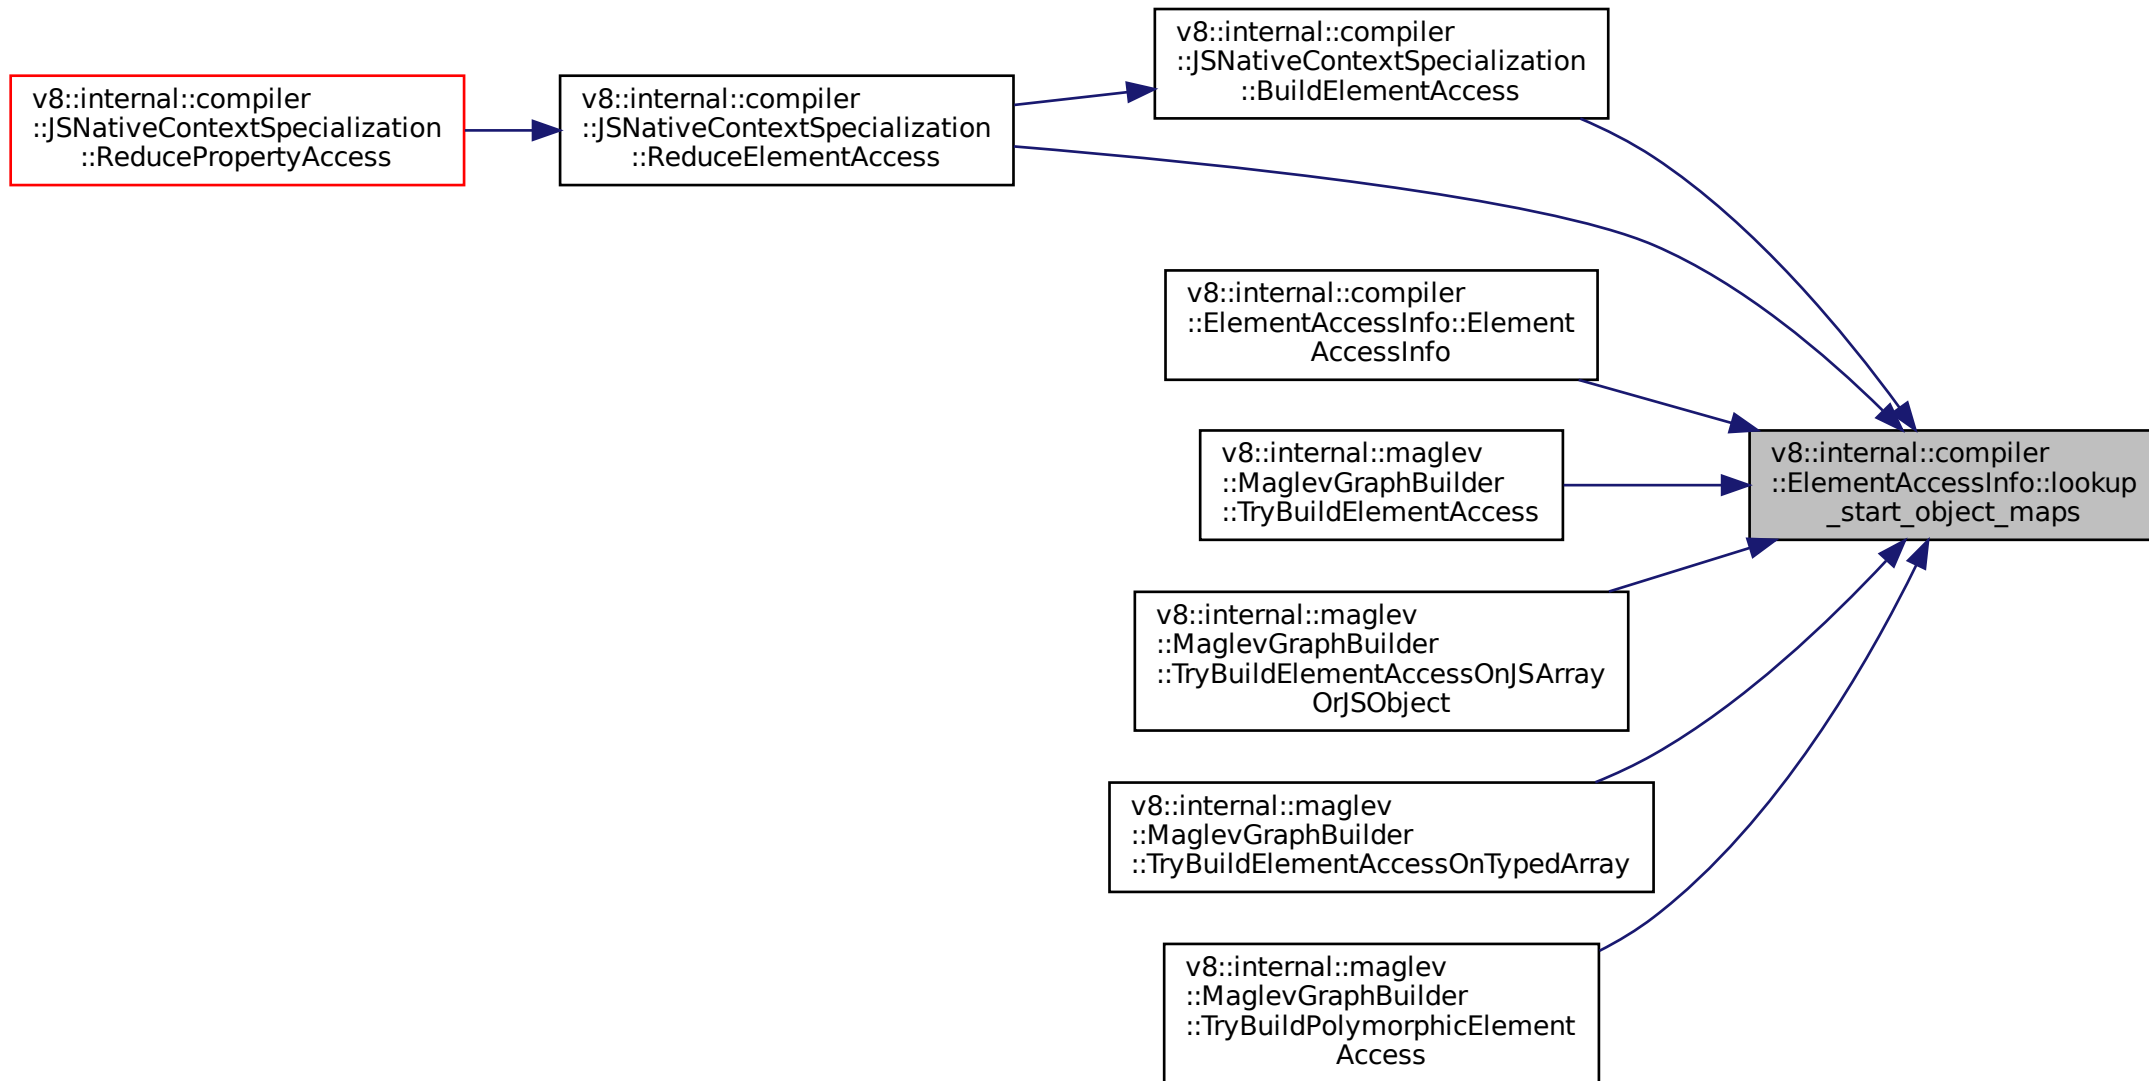 v8::internal::compiler
::JSNativeContextSpecialization
::ReducePropertyAccess
v8::internal::compiler
::JSNativeContextSpecialization
::ReduceElementAccess
v8::internal::compiler
::JSNativeContextSpecialization
::BuildElementAccess
v8::internal::compiler
::ElementAccessInfo::Element
AccessInfo
v8::internal::maglev
::MaglevGraphBuilder
::TryBuildElementAccess
v8::internal::maglev
::MaglevGraphBuilder
::TryBuildElementAccessOnJSArray
OrJSObject
v8::internal::maglev
::MaglevGraphBuilder
::TryBuildElementAccessOnTypedArray
v8::internal::maglev
::MaglevGraphBuilder
::TryBuildPolymorphicElement
Access
v8::internal::compiler
::ElementAccessInfo::lookup
_start_object_maps